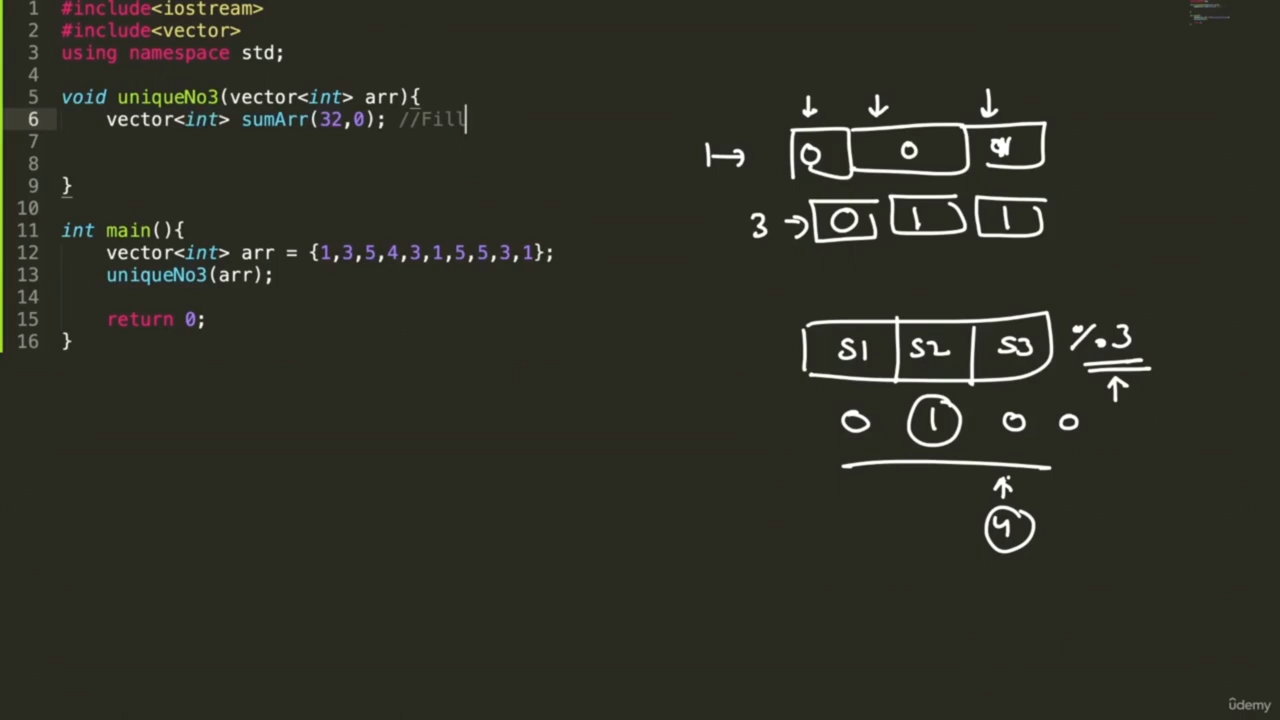 1 #include<iostream>
2 #include<vector>
3 using namespace std;
4
5 void uniqueNo3(vector<int> arr){
6 vector<int> sumArr(32,0); //Fill
7
8
9 }
10
11 int main(){
12 vector<int> arr = {1,3,5,4,3,1,5,5,3,1};
13 uniqueNo3(arr);
14
15 return 0;
16 }
1 → 0 0
3 → 0 1 1
S1 S2 S3 %.3
0 1 0 0
4
ûdemy